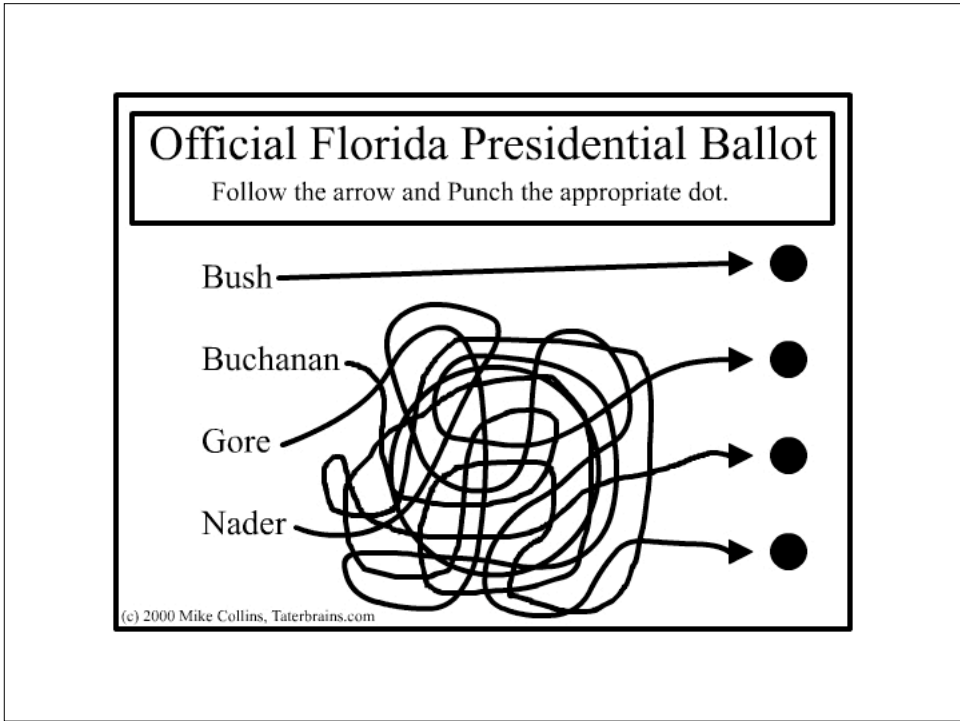 Official Florida Presidential Ballot
Follow the arrow and Punch the appropriate dot.
Bush
Buchanan
Gore
Nader
(c) 2000 Mike Collins, Taterbrains.com